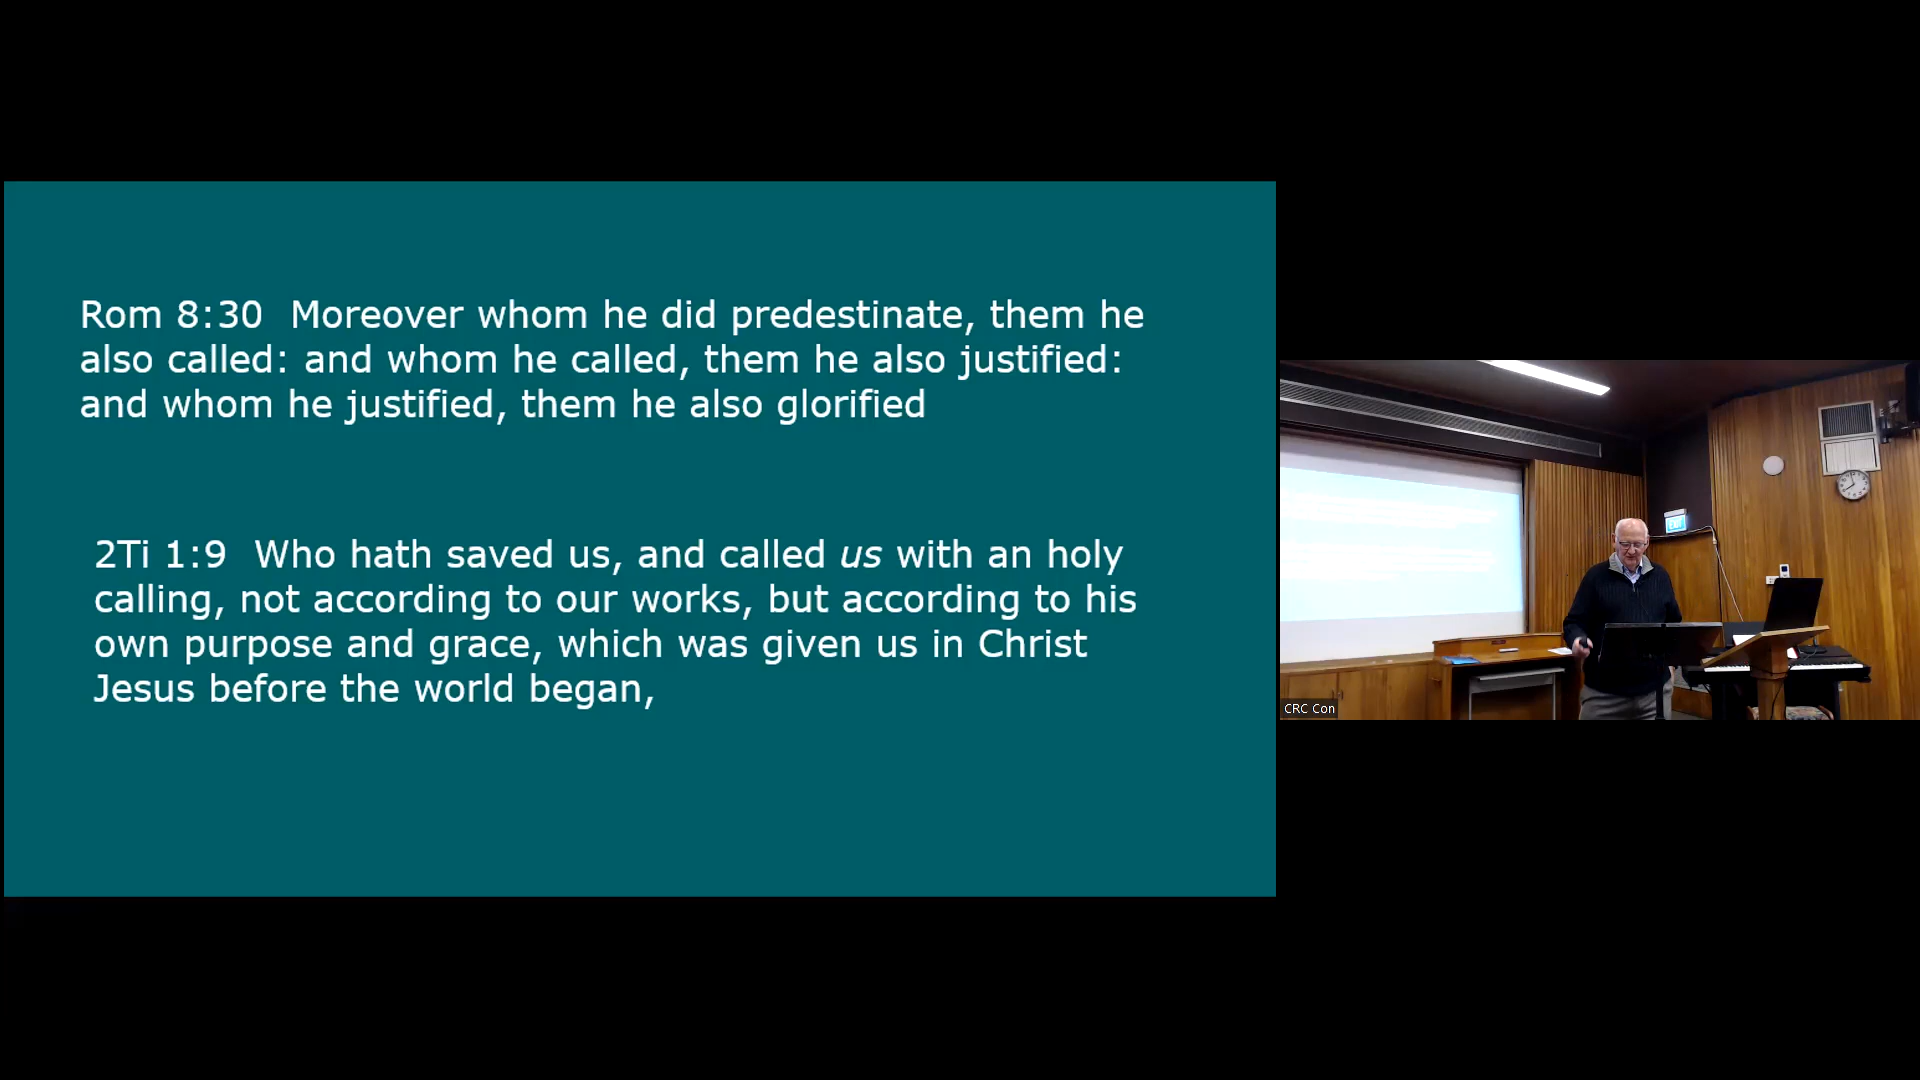 Rom 8:30  Moreover whom he did predestinate, them he
also called: and whom he called, them he also justified:
and whom he justified, them he also glorified
2Ti 1:9  Who hath saved us, and called us with an holy
calling, not according to our works, but according to his
own purpose and grace, which was given us in Christ
Jesus before the world began,
CRC Con